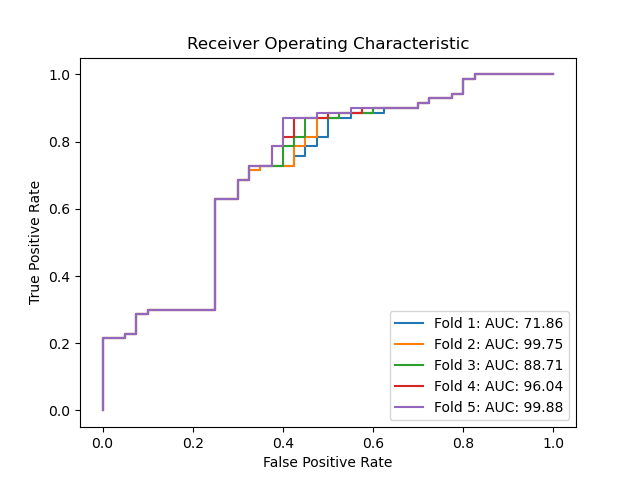 Receiver Operating Characteristic
True Positive Rate
1.0
0.8
0.6
0.4
0.2
0.0
Fold 1: AUC: 71.86
Fold 2: AUC: 99.75
Fold 3: AUC: 88.71
Fold 4: AUC: 96.04
Fold 5: AUC: 99.88
0.0 0.2 0.4 0.6 0.8 1.0
False Positive Rate